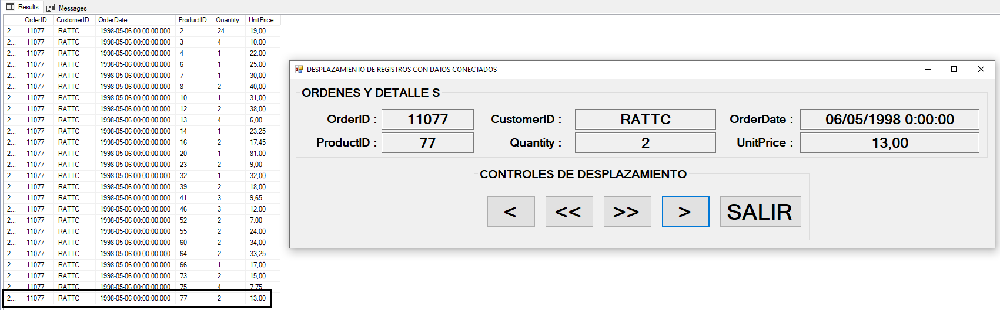 Results Messages
OrderID CustomerID OrderDate ProductID Quantity UnitPrice
2... 11077 RATTC 1998-05-06 00:00:00.000 2 24 19,00
2... 11077 RATTC 1998-05-06 00:00:00.000 3 4 10,00
2... 11077 RATTC 1998-05-06 00:00:00.000 4 1 22,00
2... 11077 RATTC 1998-05-06 00:00:00.000 6 1 25,00
2... 11077 RATTC 1998-05-06 00:00:00.000 7 1 30,00
2... 11077 RATTC 1998-05-06 00:00:00.000 8 2 40,00
2... 11077 RATTC 1998-05-06 00:00:00.000 10 1 31,00
2... 11077 RATTC 1998-05-06 00:00:00.000 12 2 38,00
2... 11077 RATTC 1998-05-06 00:00:00.000 13 4 6,00
2... 11077 RATTC 1998-05-06 00:00:00.000 14 1 23,25
2... 11077 RATTC 1998-05-06 00:00:00.000 16 2 17,45
2... 11077 RATTC 1998-05-06 00:00:00.000 20 1 81,00
2... 11077 RATTC 1998-05-06 00:00:00.000 23 2 9,00
2... 11077 RATTC 1998-05-06 00:00:00.000 32 1 32,00
2... 11077 RATTC 1998-05-06 00:00:00.000 39 2 18,00
2... 11077 RATTC 1998-05-06 00:00:00.000 41 3 9,65
2... 11077 RATTC 1998-05-06 00:00:00.000 46 3 12,00
2... 11077 RATTC 1998-05-06 00:00:00.000 52 2 7,00
2... 11077 RATTC 1998-05-06 00:00:00.000 55 2 24,00
2... 11077 RATTC 1998-05-06 00:00:00.000 60 2 34,00
2... 11077 RATTC 1998-05-06 00:00:00.000 64 2 33,25
2... 11077 RATTC 1998-05-06 00:00:00.000 66 1 17,00
2... 11077 RATTC 1998-05-06 00:00:00.000 73 2 15,00
2... 11077 RATTC 1998-05-06 00:00:00.000 75 4 7,75
2... 11077 RATTC 1998-05-06 00:00:00.000 77 2 13,00
DESPLAZAMIENTO DE REGISTROS CON DATOS CONECTADOS
ORDENES Y DETALLE S
OrderID : 11077 CustomerID : RATTC OrderDate : 06/05/1998 0:00:00
ProductID : 77 Quantity : 2 UnitPrice : 13,00
CONTROLES DE DESPLAZAMIENTO
< << >> > SALIR